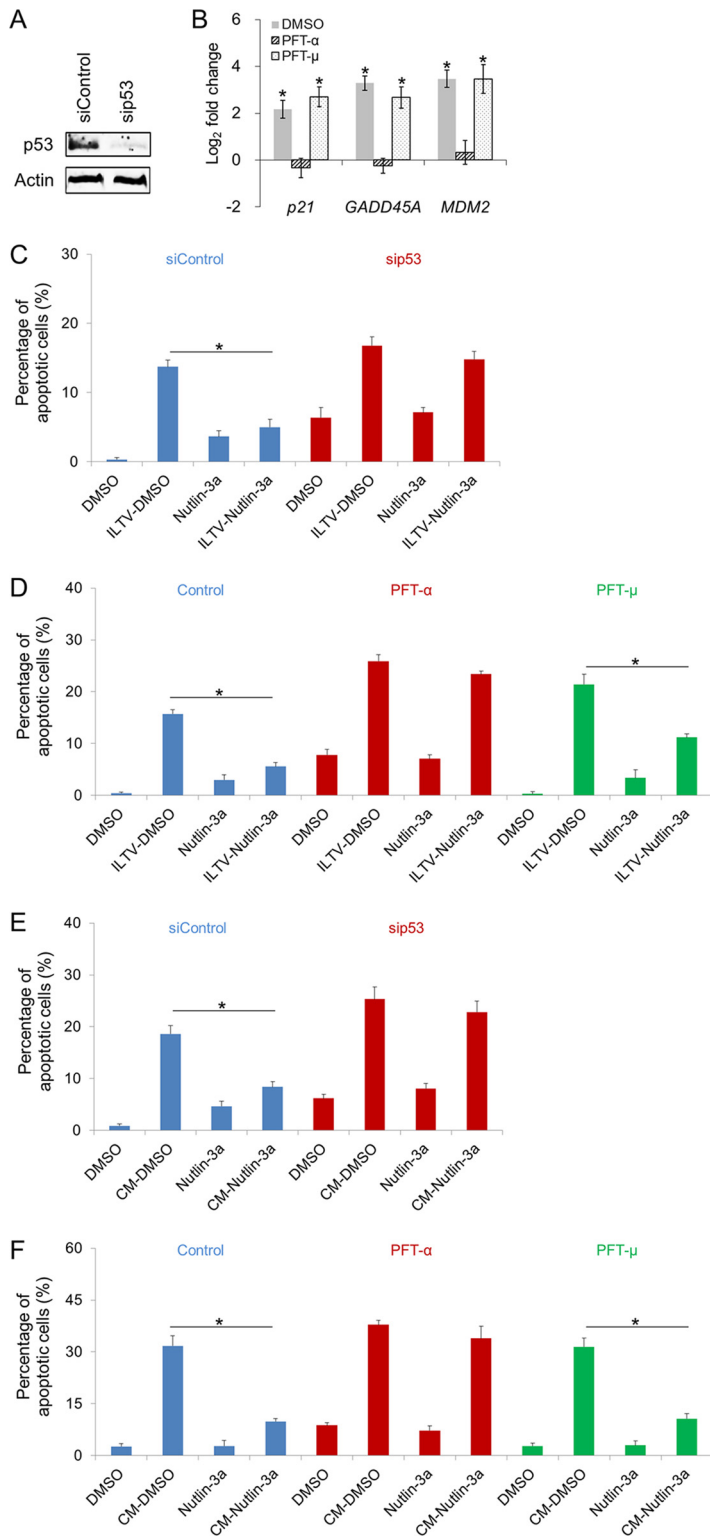 A
siControl
sip53
p53
Actin
B
Log2 fold change
6
4
2
0
-2
DMSO
PFT-α
PFT-μ
* * * * * *
p21 GADD45A MDM2
C
siControl sip53
Percentage of
apoptotic cells (%)
30
20
10
0
*
DMSO
ILTV-DMSO
Nutlin-3a
ILTV-Nutlin-3a
DMSO
ILTV-DMSO
Nutlin-3a
ILTV-Nutlin-3a
D
Control PFT-α PFT-μ
Percentage of
apoptotic cells (%)
40
30
20
10
0
* *
DMSO
ILTV-DMSO
Nutlin-3a
ILTV-Nutlin-3a
DMSO
ILTV-DMSO
Nutlin-3a
ILTV-Nutlin-3a
DMSO
ILTV-DMSO
Nutlin-3a
ILTV-Nutlin-3a
E
siControl sip53
Percentage of
apoptotic cells (%)
40
30
20
10
0
*
DMSO
CM-DMSO
Nutlin-3a
CM-Nutlin-3a
DMSO
CM-DMSO
Nutlin-3a
CM-Nutlin-3a
F
Control PFT-α PFT-μ
Percentage of
apoptotic cells (%)
60
45
30
15
0
* *
DMSO
CM-DMSO
Nutlin-3a
CM-Nutlin-3a
DMSO
CM-DMSO
Nutlin-3a
CM-Nutlin-3a
DMSO
CM-DMSO
Nutlin-3a
CM-Nutlin-3a